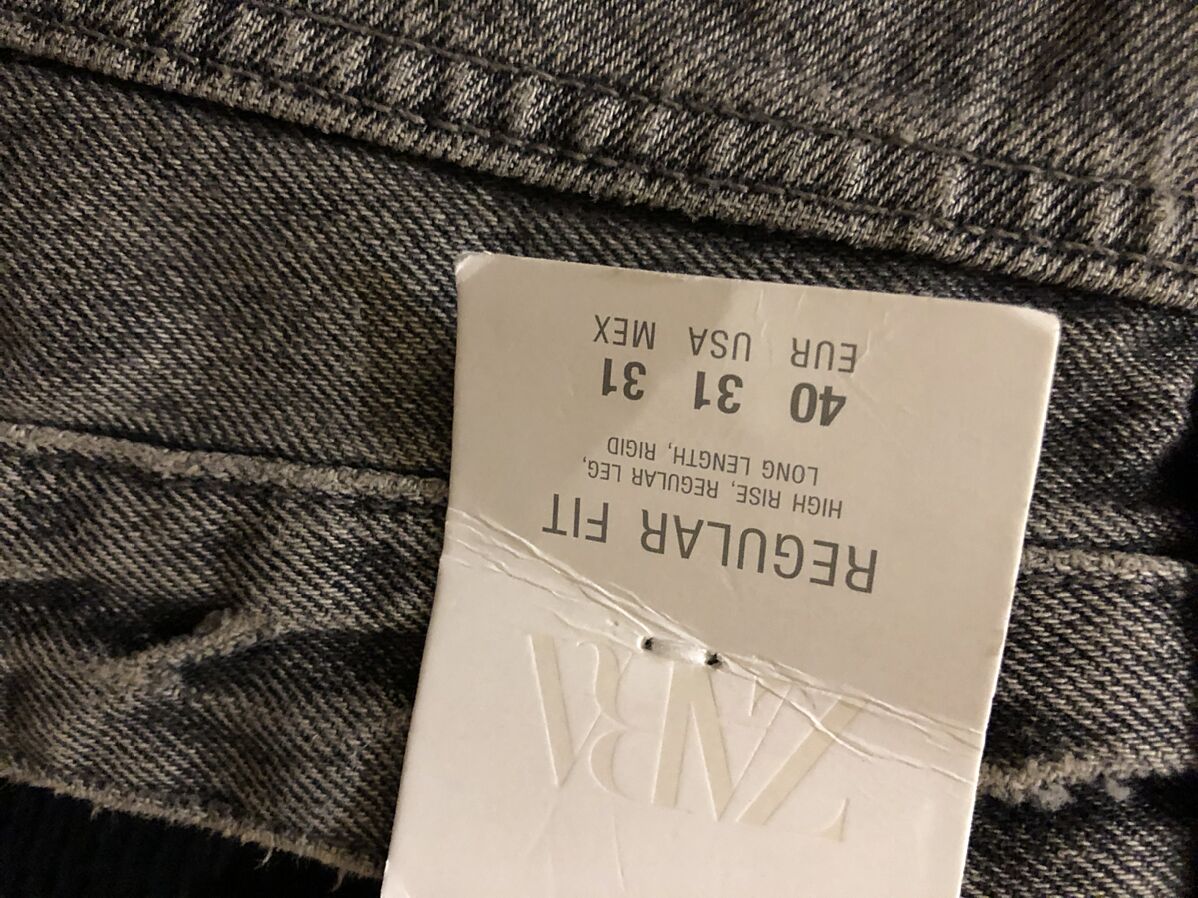 ZARA
REGULAR FIT
HIGH RISE, REGULAR LEG,
LONG LENGTH, RIGID
40 31 31
EUR USA MEX